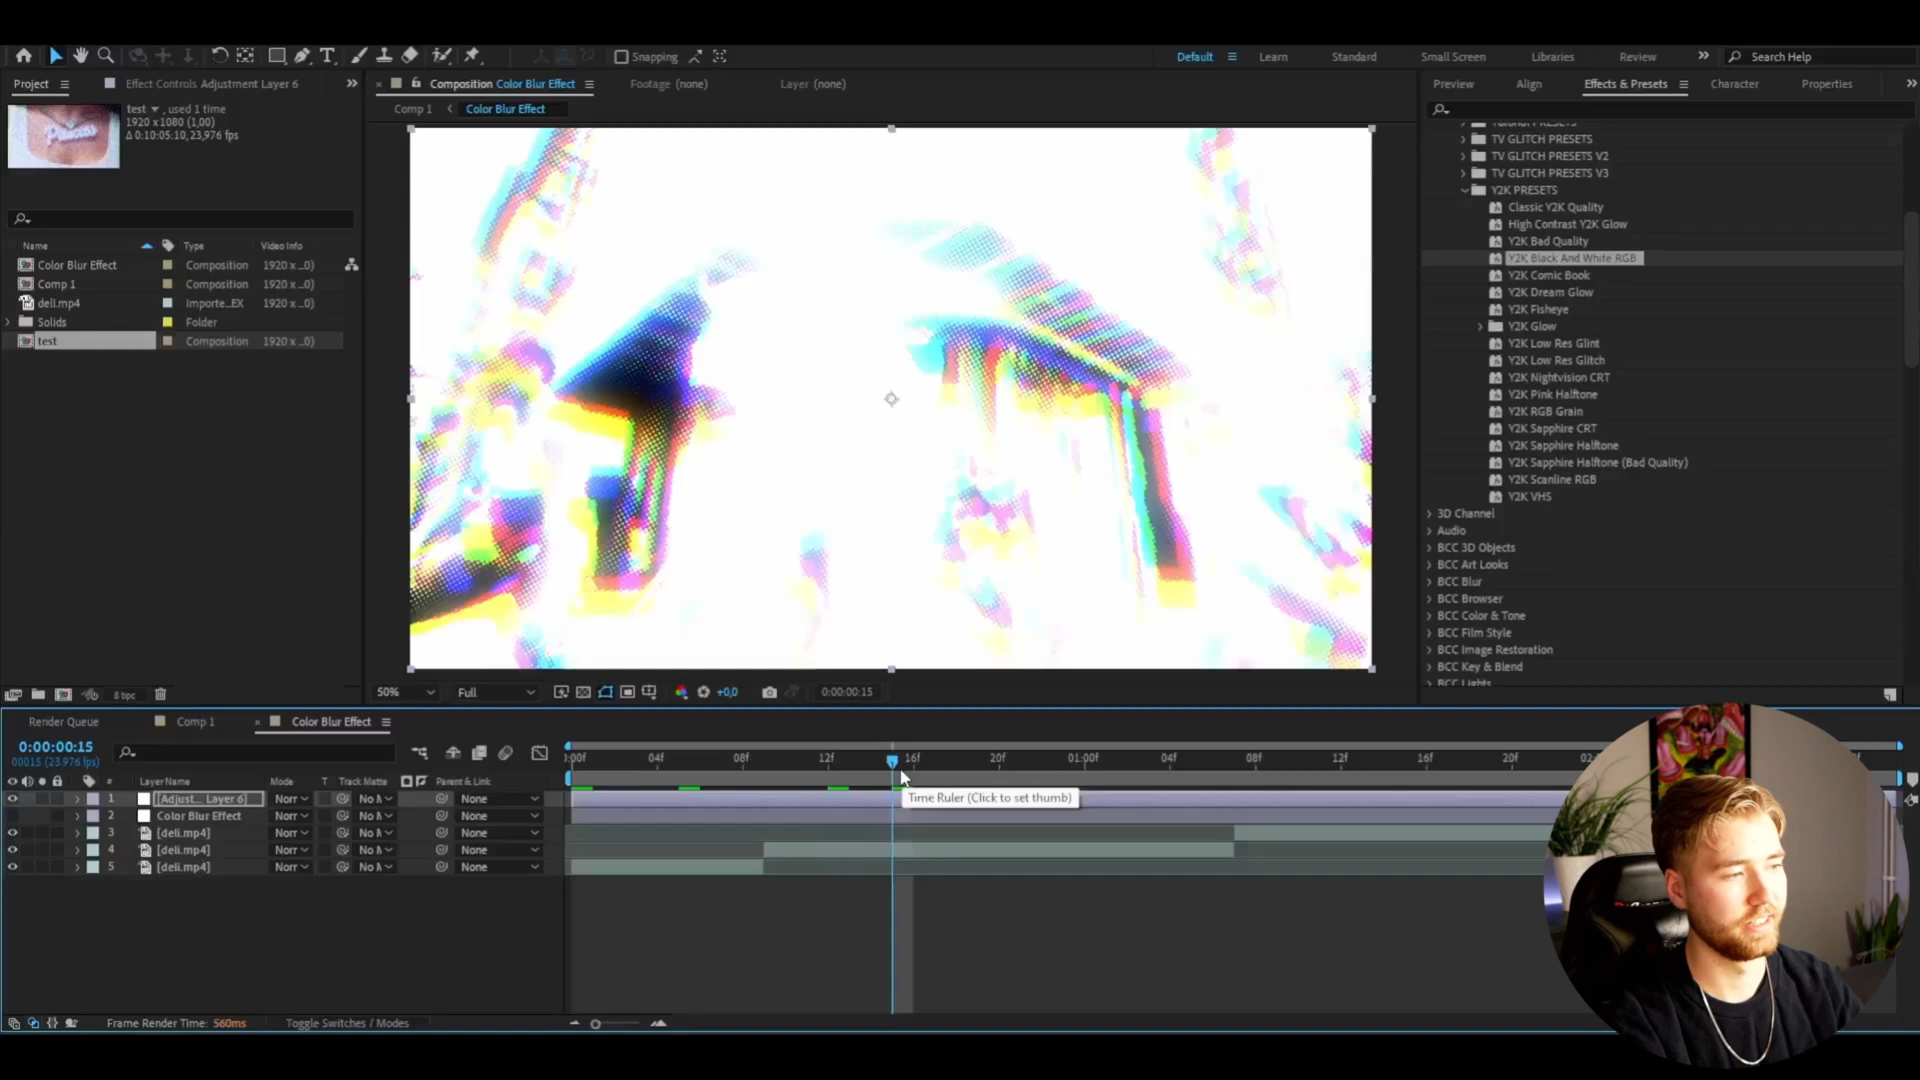 Snapping
Default
Learn
Standard
Small Screen
Libraries
Review
Search Help
Project
Effect Controls Adjustment Layer 6
Composition Color Blur Effect
Footage (none)
Layer (none)
Preview
Align
Effects & Presets
Character
Properties
Comp 1
Color Blur Effect
Princess
test , used 1 time
1920 x 1080 (1,00)
Δ 0:10:05:10, 23,976 fps
TV GLITCH PRESETS
TV GLITCH PRESETS V2
TV GLITCH PRESETS V3
Y2K PRESETS
Classic Y2K Quality
High Contrast Y2K Glow
Y2K Bad Quality
Y2K Black And White RGB
Y2K Comic Book
Y2K Dream Glow
Y2K Fisheye
Y2K Glow
Y2K Low Res Glint
Y2K Low Res Glitch
Y2K Nightvision CRT
Y2K Pink Halftone
Y2K RGB Grain
Y2K Sapphire CRT
Y2K Sapphire Halftone
Y2K Sapphire Halftone (Bad Quality)
Y2K Scanline RGB
Y2K VHS
3D Channel
Audio
BCC 3D Objects
BCC Art Looks
BCC Blur
BCC Browser
BCC Color & Tone
BCC Film Style
BCC Image Restoration
BCC Key & Blend
BCC Lights
Name
Type
Video Info
Color Blur Effect
Composition
1920 x ...0)
Comp 1
Composition
1920 x ...0)
deli.mp4
Importe...EX
1920 x ...0)
Solids
Folder
test
Composition
1920 x ...0)
8 bpc
50%
Full
+0,0
0:00:00:15
Render Queue
Comp 1
Color Blur Effect
0:00:00:15
00015 (23.976 fps)
:00f
04f
08f
12f
16f
20f
01:00f
04f
08f
12f
16f
20f
#
Layer Name
Mode
T
Track Matte
Parent & Link
1
[Adjust... Layer 6]
Norr
No M
None
Time Ruler (Click to set thumb)
2
Color Blur Effect
Norr
No M
None
3
[deli.mp4]
Norr
No M
None
4
[deli.mp4]
Norr
No M
None
5
[deli.mp4]
Norr
No M
None
Frame Render Time: 560ms
Toggle Switches / Modes